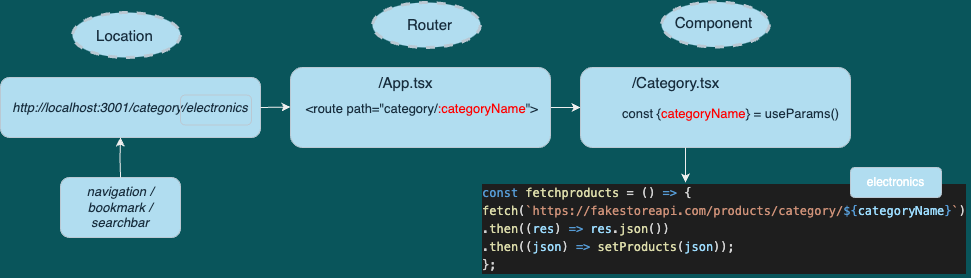 Location
Router
Component
http://localhost:3001/category/electronics
/App.tsx
<route path="category/:categoryName">
/Category.tsx
const {categoryName} = useParams()
navigation /
bookmark /
searchbar
electronics
const fetchproducts = () => {
fetch(`https://fakestoreapi.com/products/category/${categoryName}`)
.then((res) => res.json())
.then((json) => setProducts(json));
};